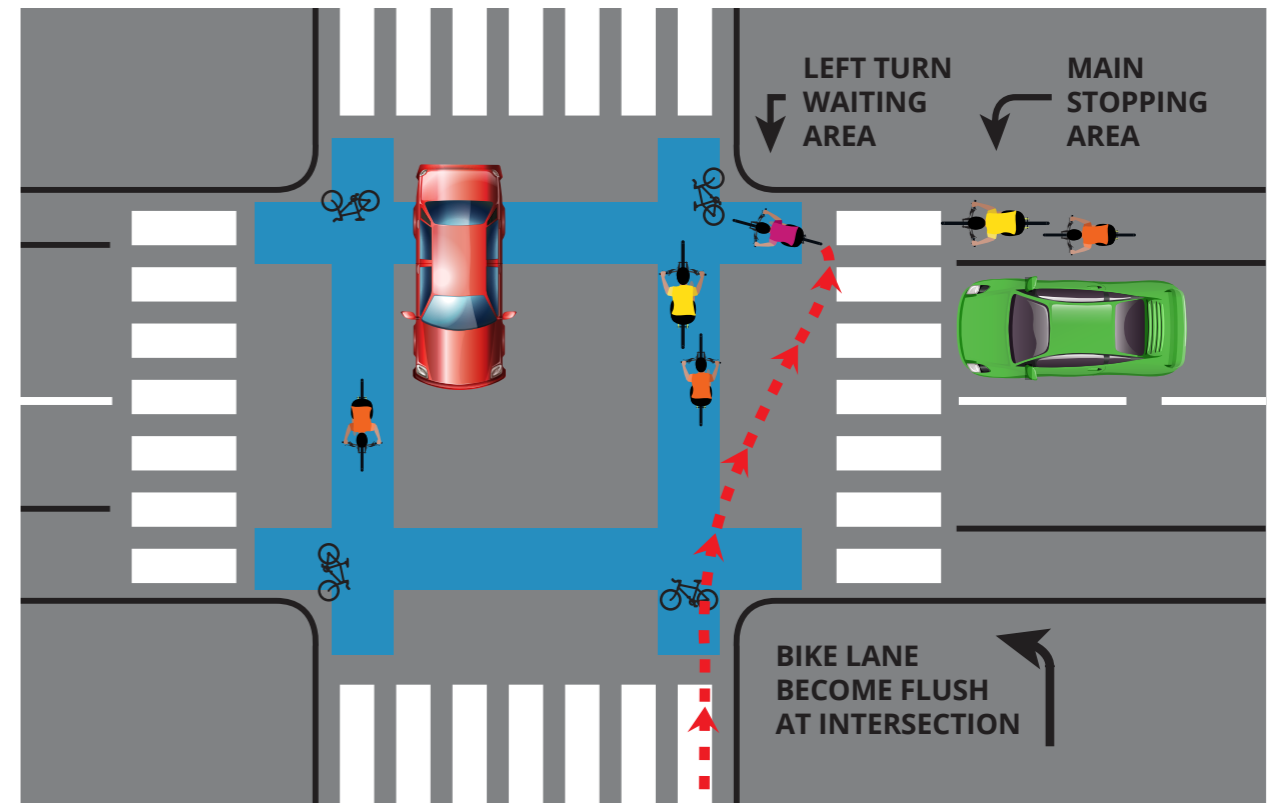 LEFT TURN
WAITING
AREA
MAIN
STOPPING
AREA
BIKE LANE
BECOME FLUSH
AT INTERSECTION